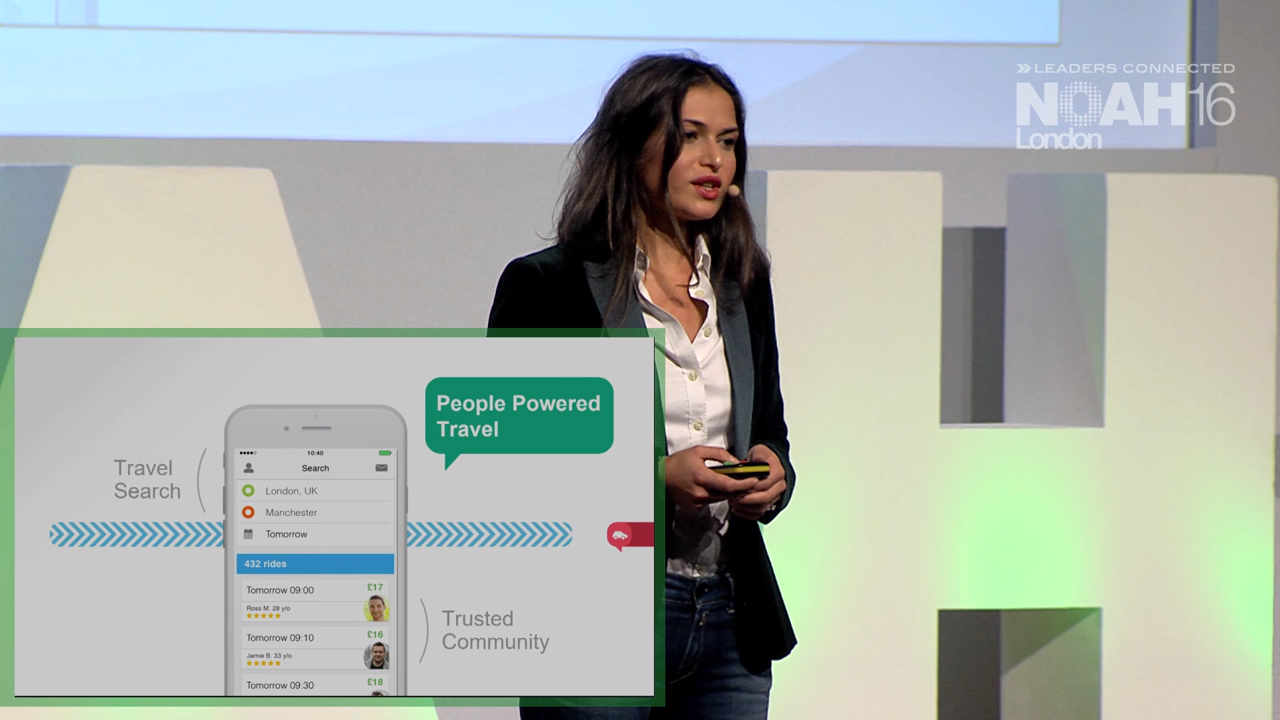 »LEADERS CONNECTED
NOAH16
London
People Powered
Travel
Travel
Search
10:40
Search
London, UK
Manchester
Tomorrow
432 rides
Tomorrow 09:00
£17
Ross M. 28 y/o
Tomorrow 09:10
£16
Jamie B. 33 y/o
Tomorrow 09:30
£18
Trusted
Community
AH